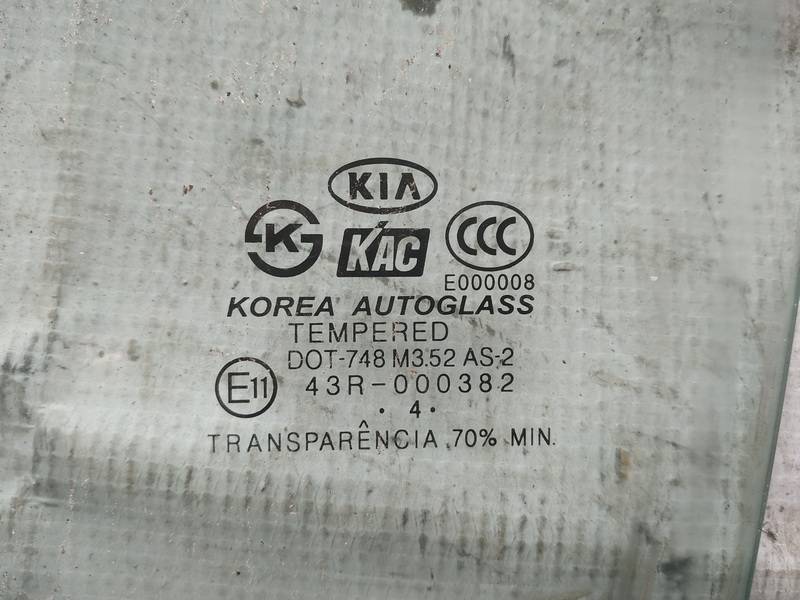 KIA
K
KAC
CCC
E000008
KOREA AUTOGLASS
TEMPERED
DOT-748 M3.52 AS-2
E11 43R-000382
· 4 ·
TRANSPARÊNCIA 70% MIN.